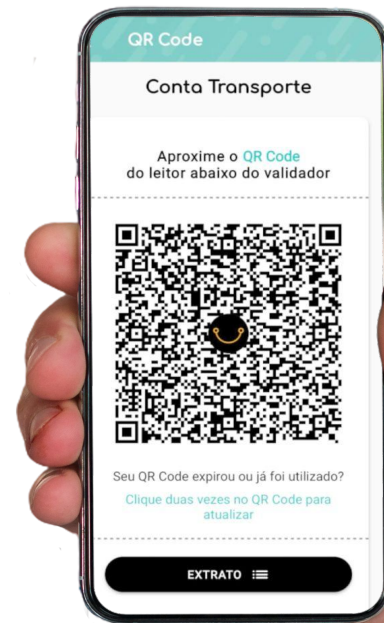 QR Code
Conta Transporte
Aproxime o QR Code
do leitor abaixo do validador
Seu QR Code expirou ou já foi utilizado?
Clique duas vezes no QR Code para
atualizar
EXTRATO